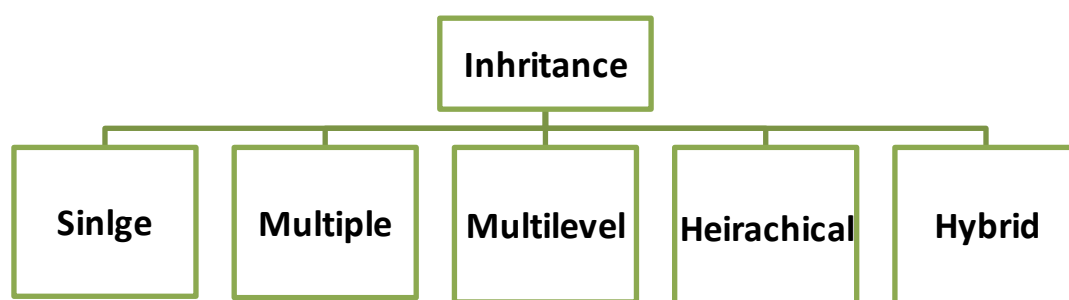 Inhritance
Sinlge
Multiple
Multilevel
Heirachical
Hybrid